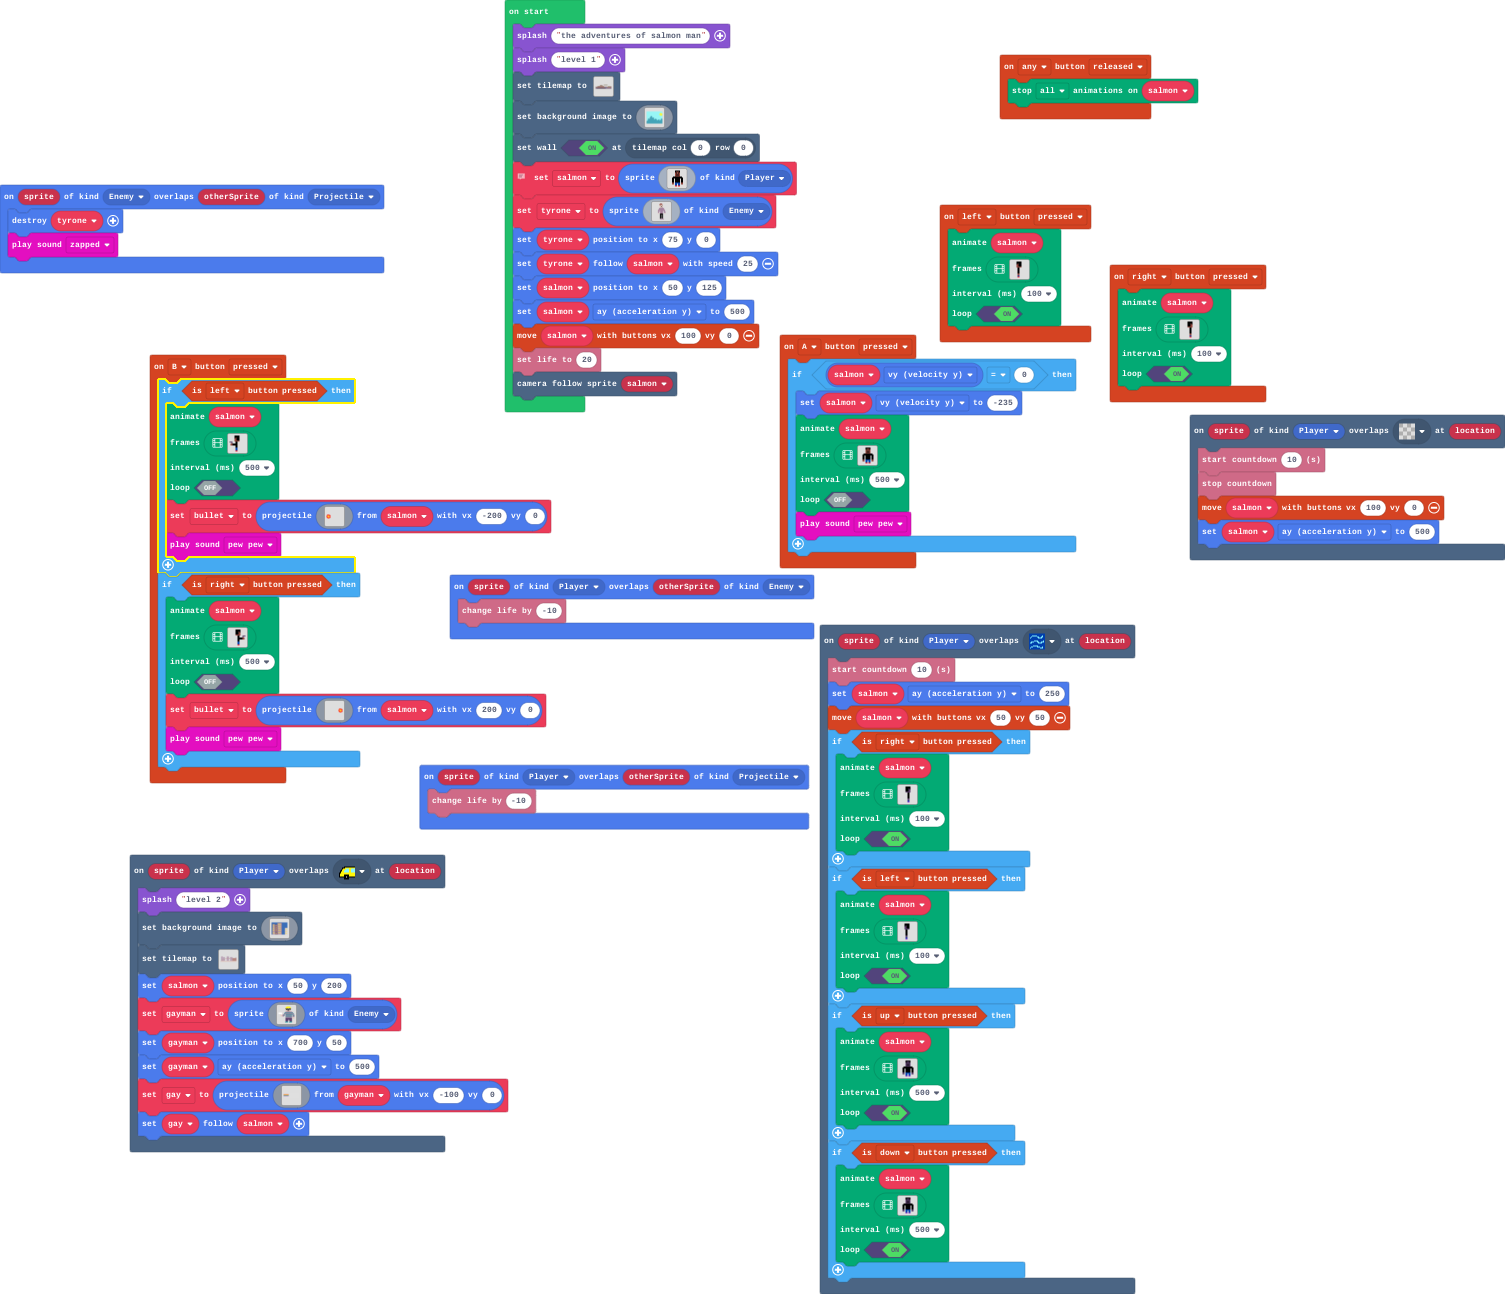 on start
splash "the adventures of salmon man"
splash "level 1"
set tilemap to
set background image to
set wall ON at tilemap col 0 row 0
set salmon to sprite of kind Player
set tyrone to sprite of kind Enemy
set tyrone position to x 75 y 0
set tyrone follow salmon with speed 25
set salmon position to x 50 y 125
set salmon ay (acceleration y) to 500
move salmon with buttons vx 100 vy 0
set life to 20
camera follow sprite salmon
on any button released
stop all animations on salmon
on sprite of kind Enemy overlaps otherSprite of kind Projectile
destroy tyrone
play sound zapped
on left button pressed
animate salmon
frames
interval (ms) 100
loop ON
on right button pressed
animate salmon
frames
interval (ms) 100
loop ON
on A button pressed
if salmon vy (velocity y) = 0 then
set salmon vy (velocity y) to -235
animate salmon
frames
interval (ms) 500
loop OFF
play sound pew pew
on B button pressed
if is left button pressed then
animate salmon
frames
interval (ms) 500
loop OFF
set bullet to projectile from salmon with vx -200 vy 0
play sound pew pew
if is right button pressed then
animate salmon
frames
interval (ms) 500
loop OFF
set bullet to projectile from salmon with vx 200 vy 0
play sound pew pew
on sprite of kind Player overlaps at location
start countdown 10 (s)
stop countdown
move salmon with buttons vx 100 vy 0
set salmon ay (acceleration y) to 500
on sprite of kind Player overlaps otherSprite of kind Enemy
change life by -10
on sprite of kind Player overlaps otherSprite of kind Projectile
change life by -10
on sprite of kind Player overlaps at location
start countdown 10 (s)
set salmon ay (acceleration y) to 250
move salmon with buttons vx 50 vy 50
if is right button pressed then
animate salmon
frames
interval (ms) 100
loop ON
if is left button pressed then
animate salmon
frames
interval (ms) 100
loop ON
if is up button pressed then
animate salmon
frames
interval (ms) 500
loop ON
if is down button pressed then
animate salmon
frames
interval (ms) 500
loop ON
on sprite of kind Player overlaps at location
splash "level 2"
set background image to
set tilemap to
set salmon position to x 50 y 200
set gayman to sprite of kind Enemy
set gayman position to x 700 y 50
set gayman ay (acceleration y) to 500
set gay to projectile from gayman with vx -100 vy 0
set gay follow salmon